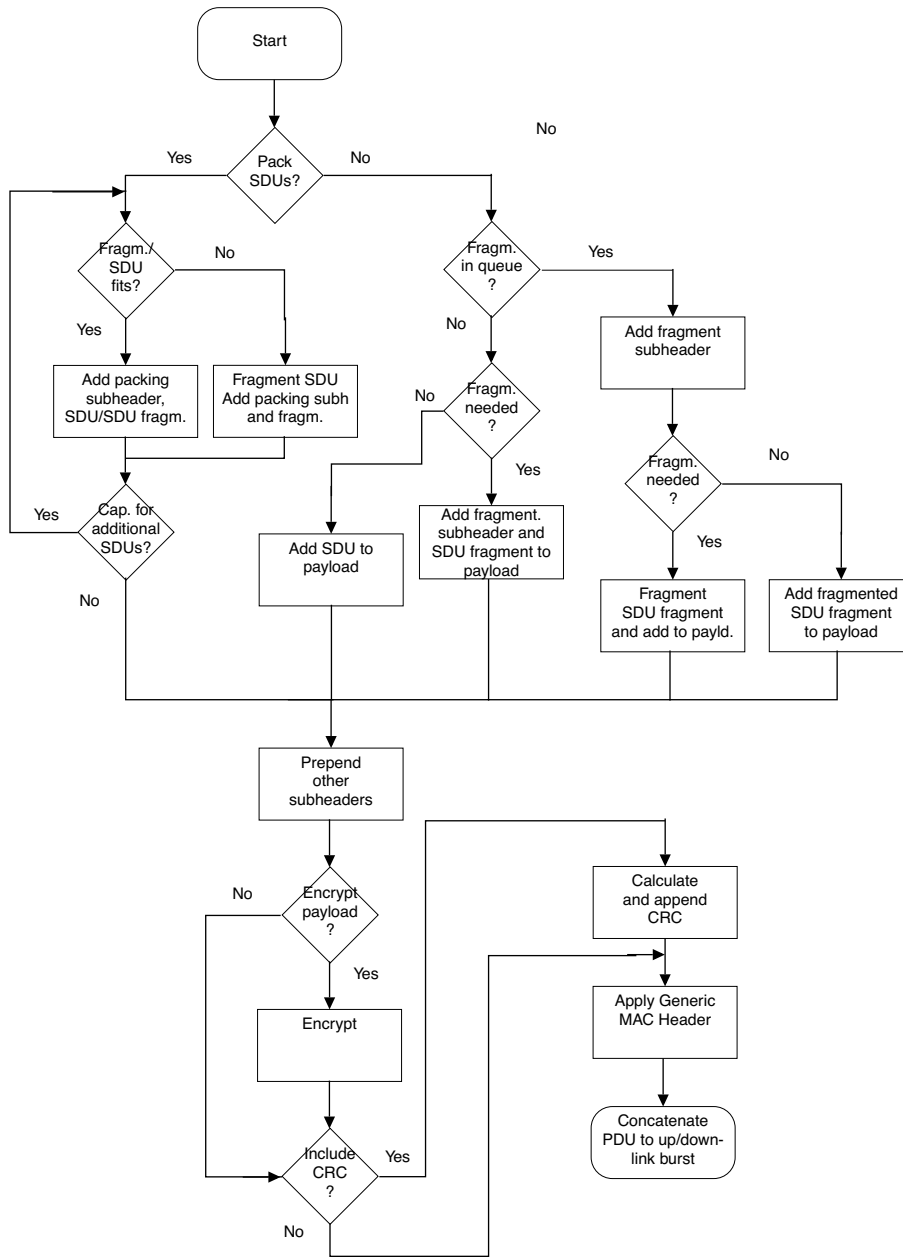 Start
No
Yes
Pack
SDUs?
No
Fragm./
SDU
fits?
No
Fragm.
in queue
?
Yes
Yes
No
Add fragment
subheader
Add packing
subheader,
SDU/SDU fragm.
Fragment SDU
Add packing subh
and fragm.
No
Fragm.
needed
?
Yes
Fragm.
needed
?
No
Yes
Cap. for
additional
SDUs?
No
Add SDU to
payload
Add fragment.
subheader and
SDU fragment to
payload
Yes
Fragment
SDU fragment
and add to payld.
Add fragmented
SDU fragment
to payload
Prepend
other
subheaders
No
Encrypt
payload
?
Yes
Calculate
and append
CRC
Encrypt
Apply Generic
MAC Header
Include
CRC
?
Yes
No
Concatenate
PDU to up/down-
link burst